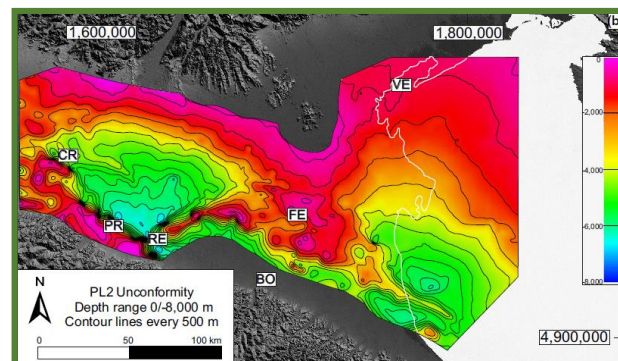 1,600,000
1,800,000
(b
0
VE
-2,000
CR
-4,000
PR
FE
RE
-6,000
BO
N
PL2 Unconformity
Depth range 0/-8,000 m
Contour lines every 500 m
-8,000
0 50 100 km
4,900,000